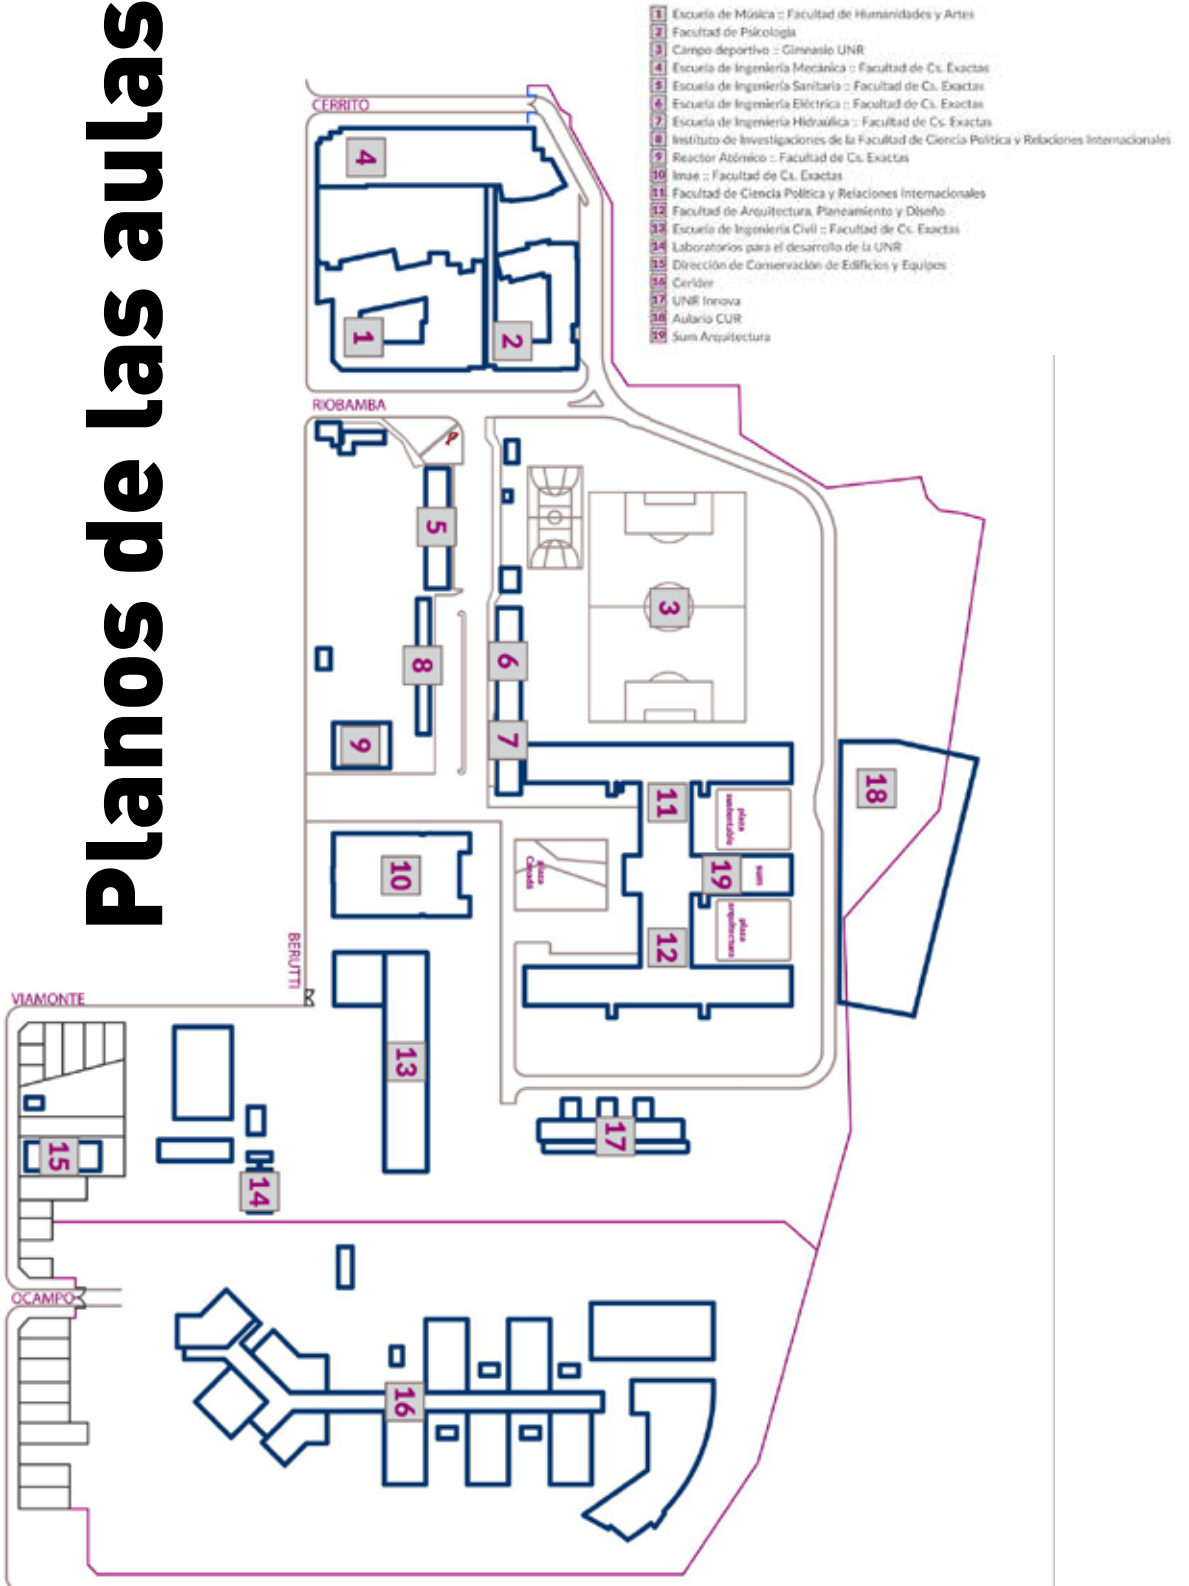 Planos de las aulas
1 Escuela de Música :: Facultad de Humanidades y Artes
2 Facultad de Psicología
3 Campo deportivo :: Gimnasio UNR
4 Escuela de Ingeniería Mecánica :: Facultad de Cs. Exactas
5 Escuela de Ingeniería Sanitaria :: Facultad de Cs. Exactas
6 Escuela de Ingeniería Eléctrica :: Facultad de Cs. Exactas
7 Escuela de Ingeniería Hidraúlica :: Facultad de Cs. Exactas
8 Instituto de Investigaciones de la Facultad de Ciencia Política y Relaciones Internacionales
9 Reactor Atómico :: Facultad de Cs. Exactas
10 Imae :: Facultad de Cs. Exactas
11 Facultad de Ciencia Política y Relaciones Internacionales
12 Facultad de Arquitectura, Planeamiento y Diseño
13 Escuela de Ingeniería Civil :: Facultad de Cs. Exactas
14 Laboratorios para el desarrollo de la UNR
15 Dirección de Conservación de Edificios y Equipos
16 Cerider
17 UNR Innova
18 Aulario CUR
19 Sum Arquitectura
CERRITO
4
1
2
RIOBAMBA
5
3
8
6
9
7
11
plaza
sustentable
18
10
plaza
19
sum
12
plaza
arquitectura
BERUTTI
VIAMONTE
13
17
15
14
OCAMPO
16